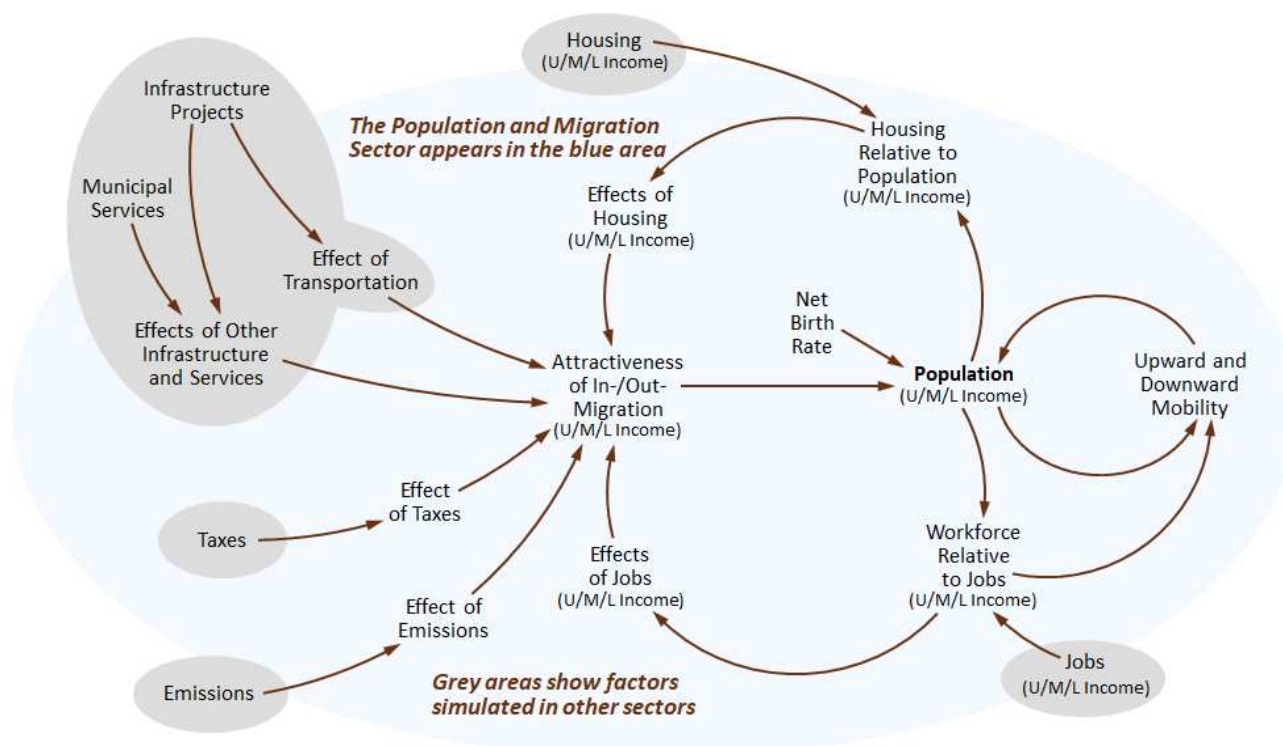 Housing
(U/M/L Income)
Infrastructure
Projects
The Population and Migration
Sector appears in the blue area
Housing
Relative to
Population
(U/M/L Income)
Municipal
Services
Effects of
Housing
(U/M/L Income)
Effect of
Transportation
Net
Birth
Rate
Effects of Other
Infrastructure
and Services
Attractiveness
of In-/Out-
Migration
(U/M/L Income)
Population
(U/M/L Income)
Upward and
Downward
Mobility
Effect
of Taxes
Taxes
Effects
of Jobs
(U/M/L Income)
Workforce
Relative
to Jobs
(U/M/L Income)
Effect of
Emissions
Emissions
Grey areas show factors
simulated in other sectors
Jobs
(U/M/L Income)